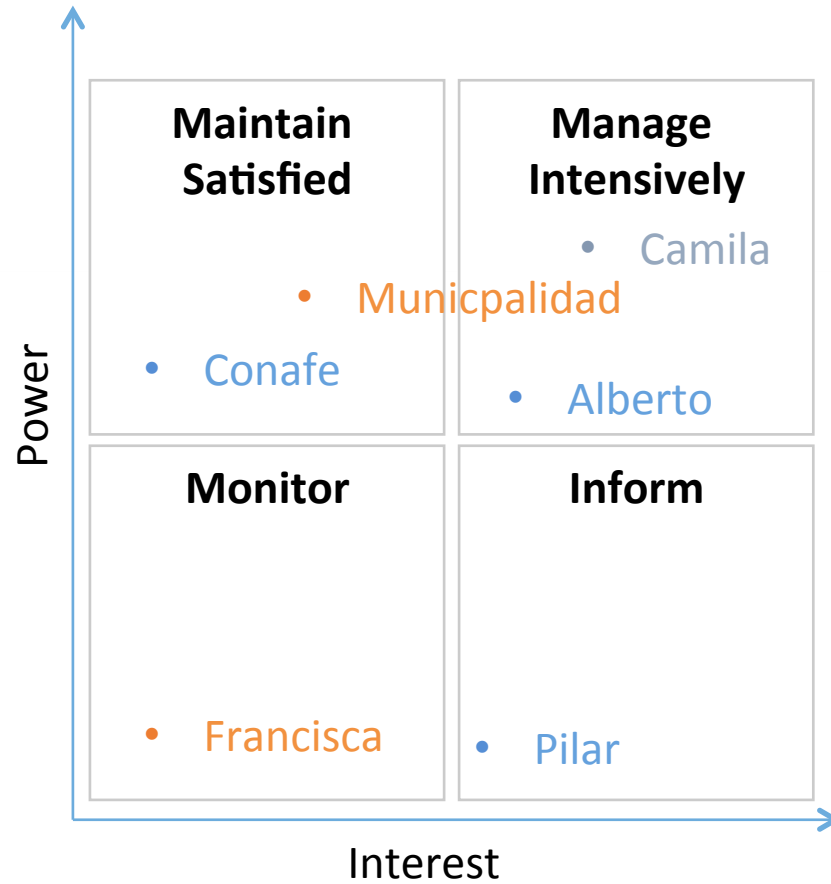 Maintain
Satisfied
Manage
Intensively
• Camila
• Municpalidad
• Conafe
• Alberto
Power
Monitor
Inform
• Francisca
• Pilar
Interest